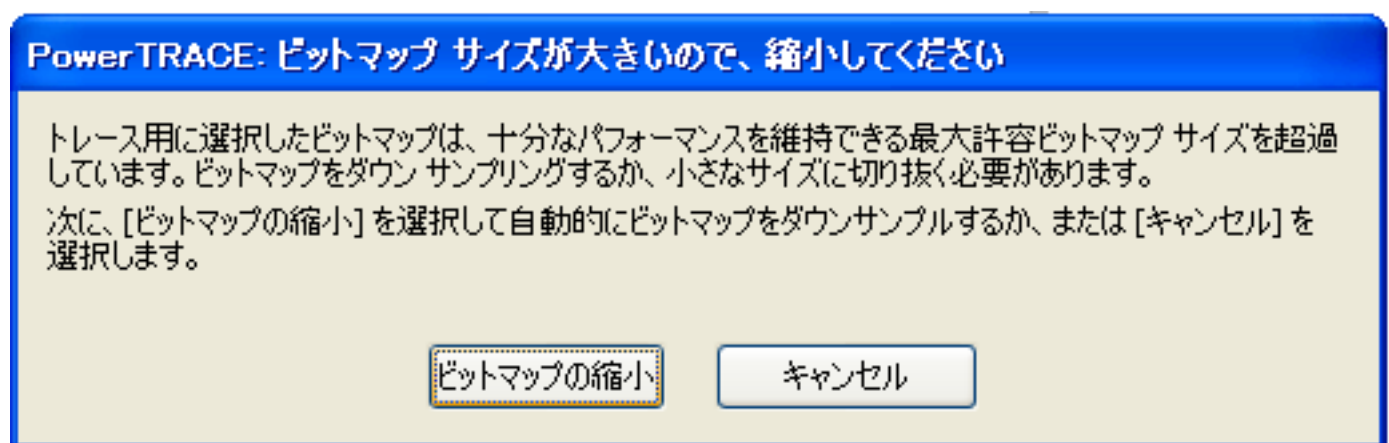 PowerTRACE: ビットマップ サイズが大きいので、縮小してください
トレース用に選択したビットマップは、十分なパフォーマンスを維持できる最大許容ビットマップ サイズを超過
しています。ビットマップをダウン サンプリングするか、小さなサイズに切り抜く必要があります。
次に、[ビットマップの縮小] を選択して自動的にビットマップをダウンサンプルするか、または [キャンセル] を
選択します。
ビットマップの縮小
キャンセル